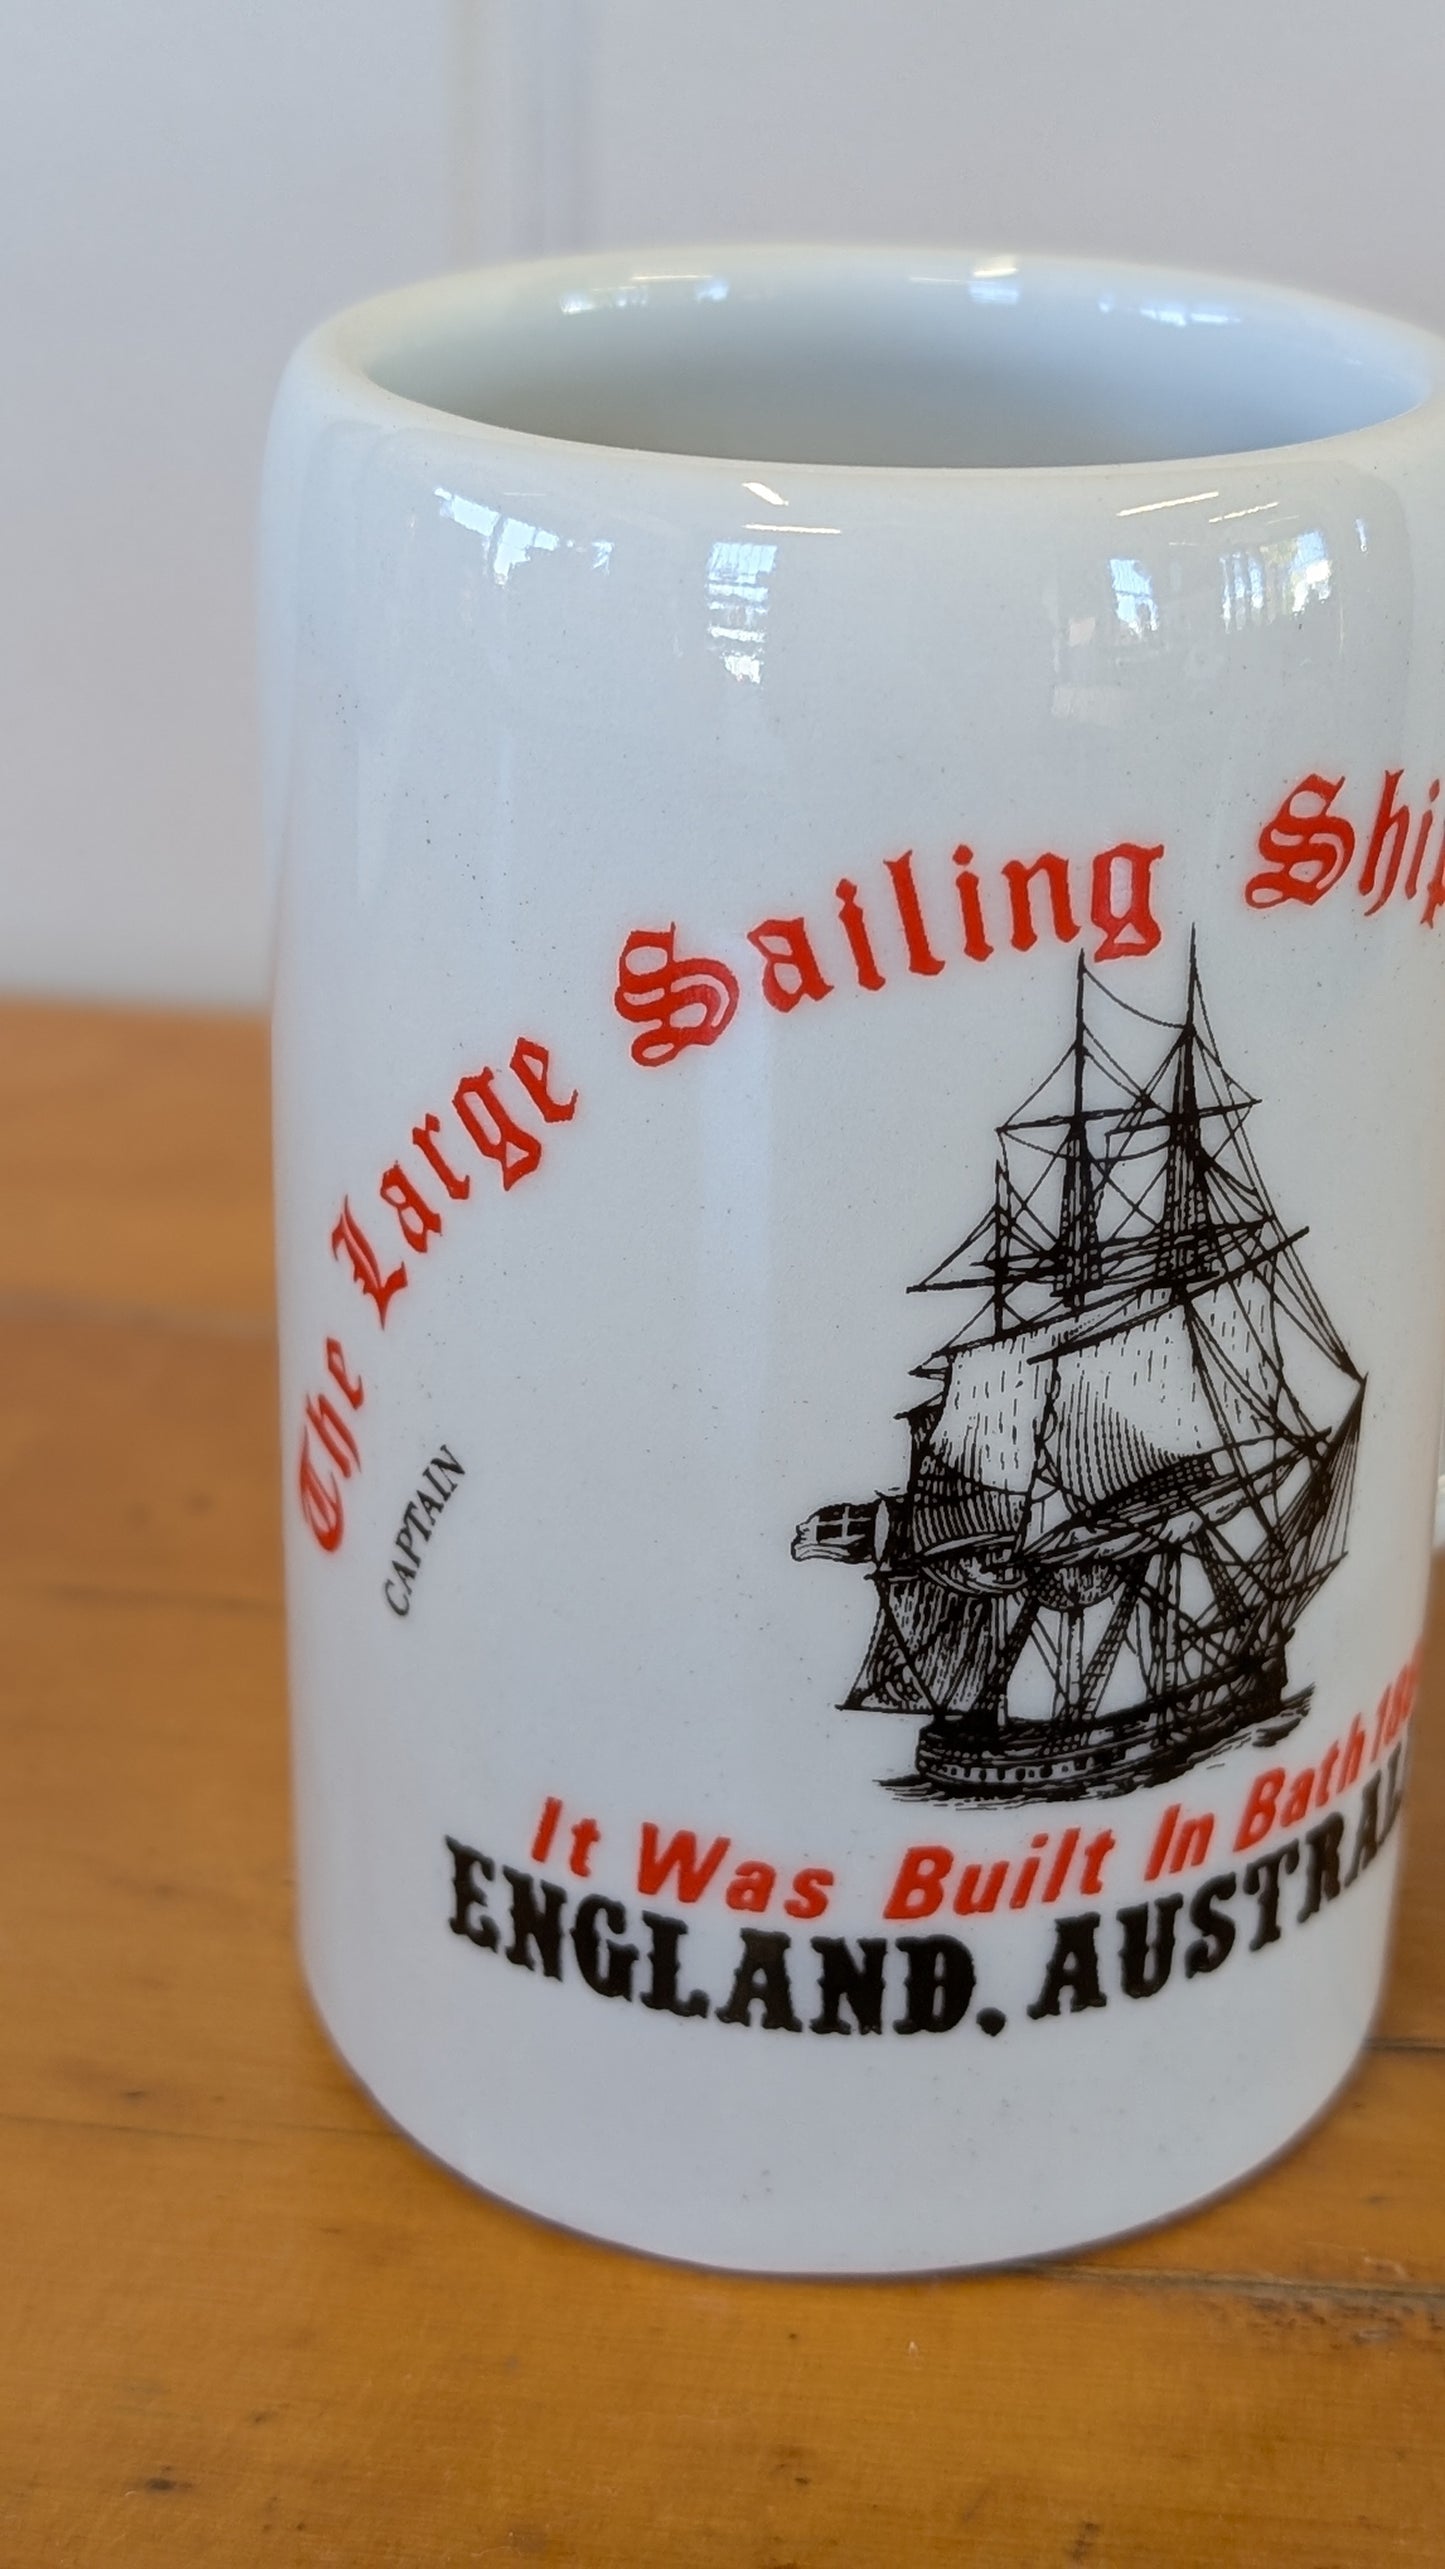 The Large Sailing Ship
CAPTAIN
It Was Built In Bath
ENGLAND. AUSTRAL